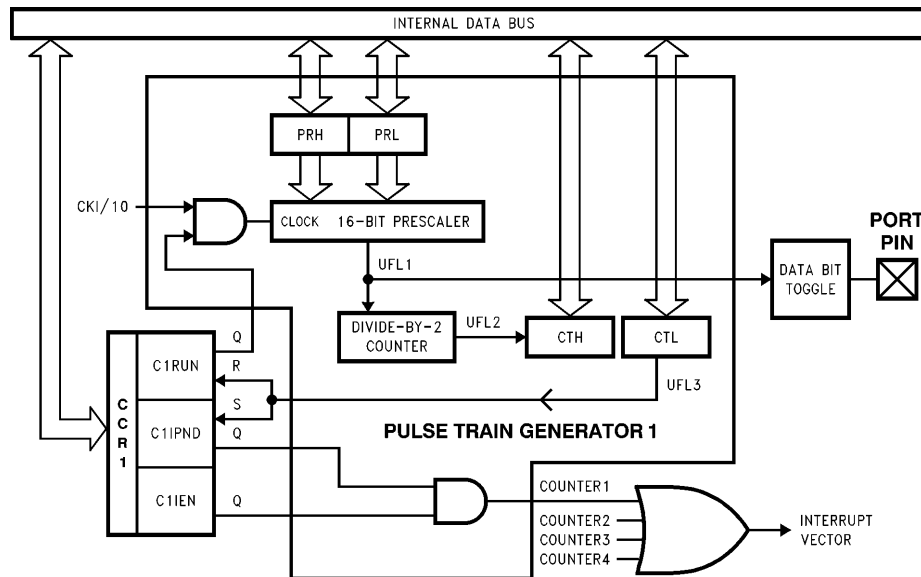 INTERNAL DATA BUS
PRH PRL
CKI/10
CLOCK 16-BIT PRESCALER
PORT
PIN
UFL1
DATA BIT
TOGGLE
DIVIDE-BY-2
COUNTER
UFL2
CTH
CTL
Q
C1RUN
R
UFL3
S
CCR1
C1IPND
Q
PULSE TRAIN GENERATOR 1
C1IEN
Q
COUNTER1
COUNTER2
COUNTER3
COUNTER4
INTERRUPT
VECTOR